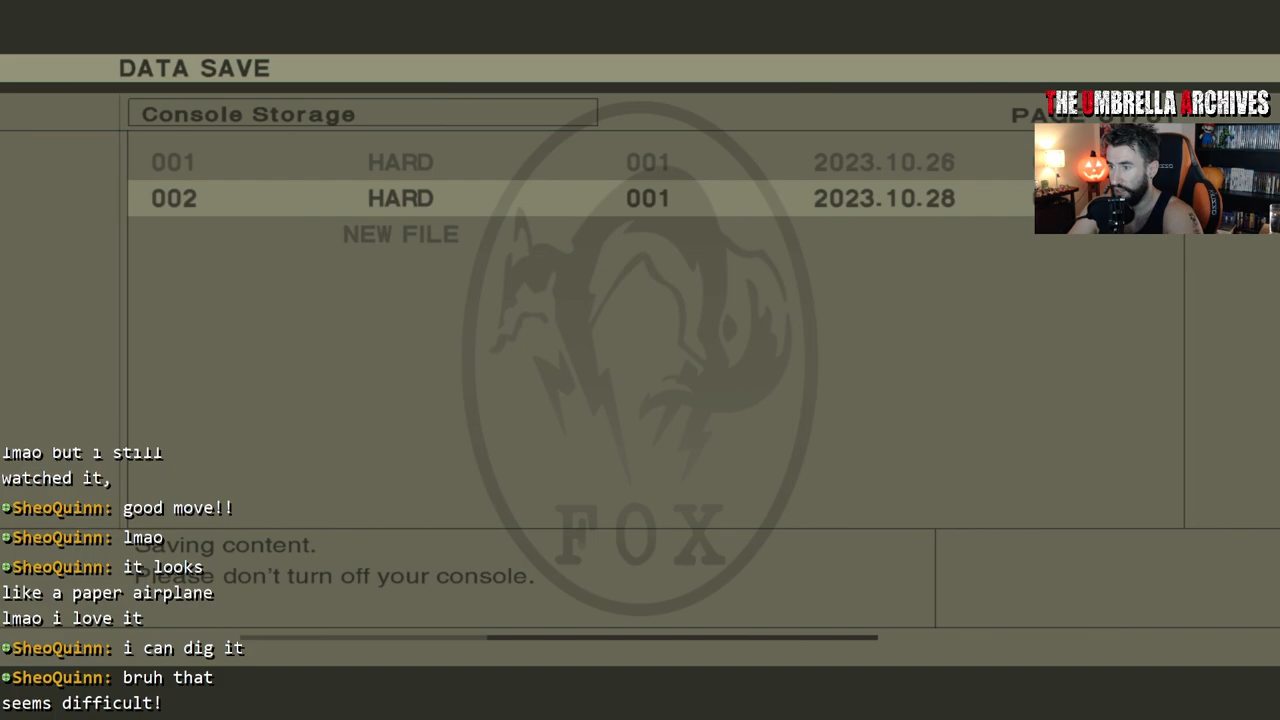 DATA SAVE
Console Storage
THE UMBRELLA ARCHIVES
001 HARD 001 2023.10.26
002 HARD 001 2023.10.28
NEW FILE
FOX
Saving content.
Please don't turn off your console.
lmao but i still
watched it,
SheoQuinn: good move!!
SheoQuinn: lmao
SheoQuinn: it looks
like a paper airplane
lmao i love it
SheoQuinn: i can dig it
SheoQuinn: bruh that
seems difficult!